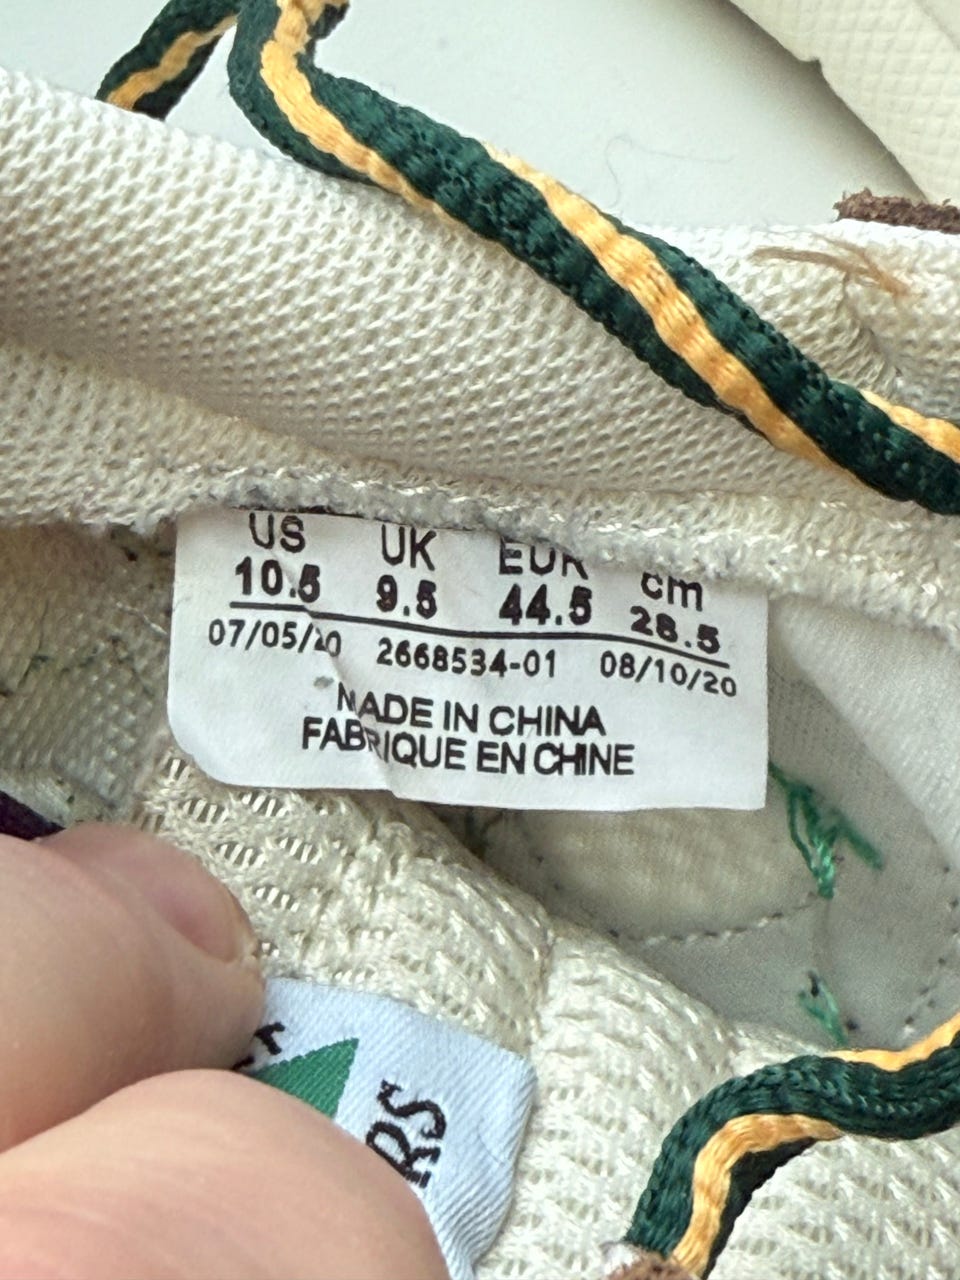 US UK EUR cm
10.5 9.5 44.5 28.5
07/05/20 2668534-01 08/10/20
MADE IN CHINA
FABRIQUE EN CHINE
RS